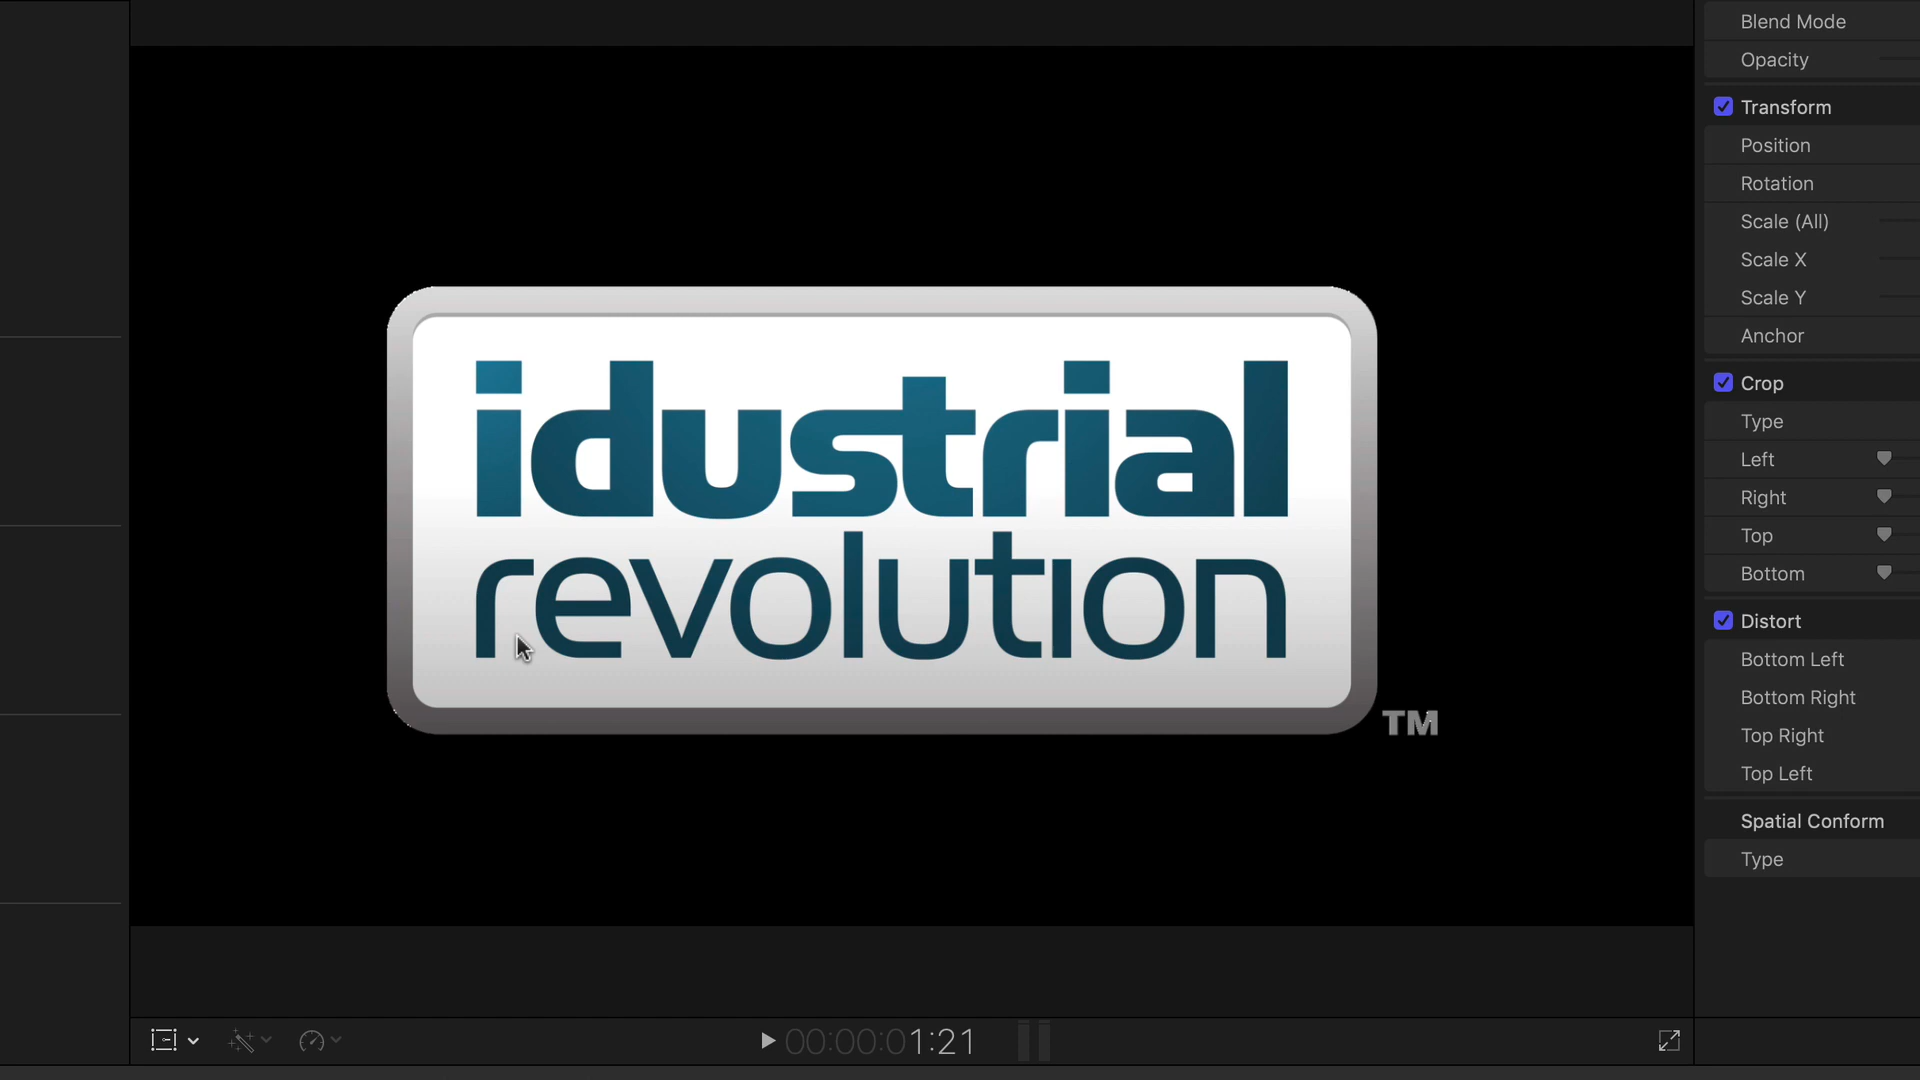 idustrial
revolution
TM
00:00:01:21
Blend Mode
Opacity
Transform
Position
Rotation
Scale (All)
Scale X
Scale Y
Anchor
Crop
Type
Left
Right
Top
Bottom
Distort
Bottom Left
Bottom Right
Top Right
Top Left
Spatial Conform
Type